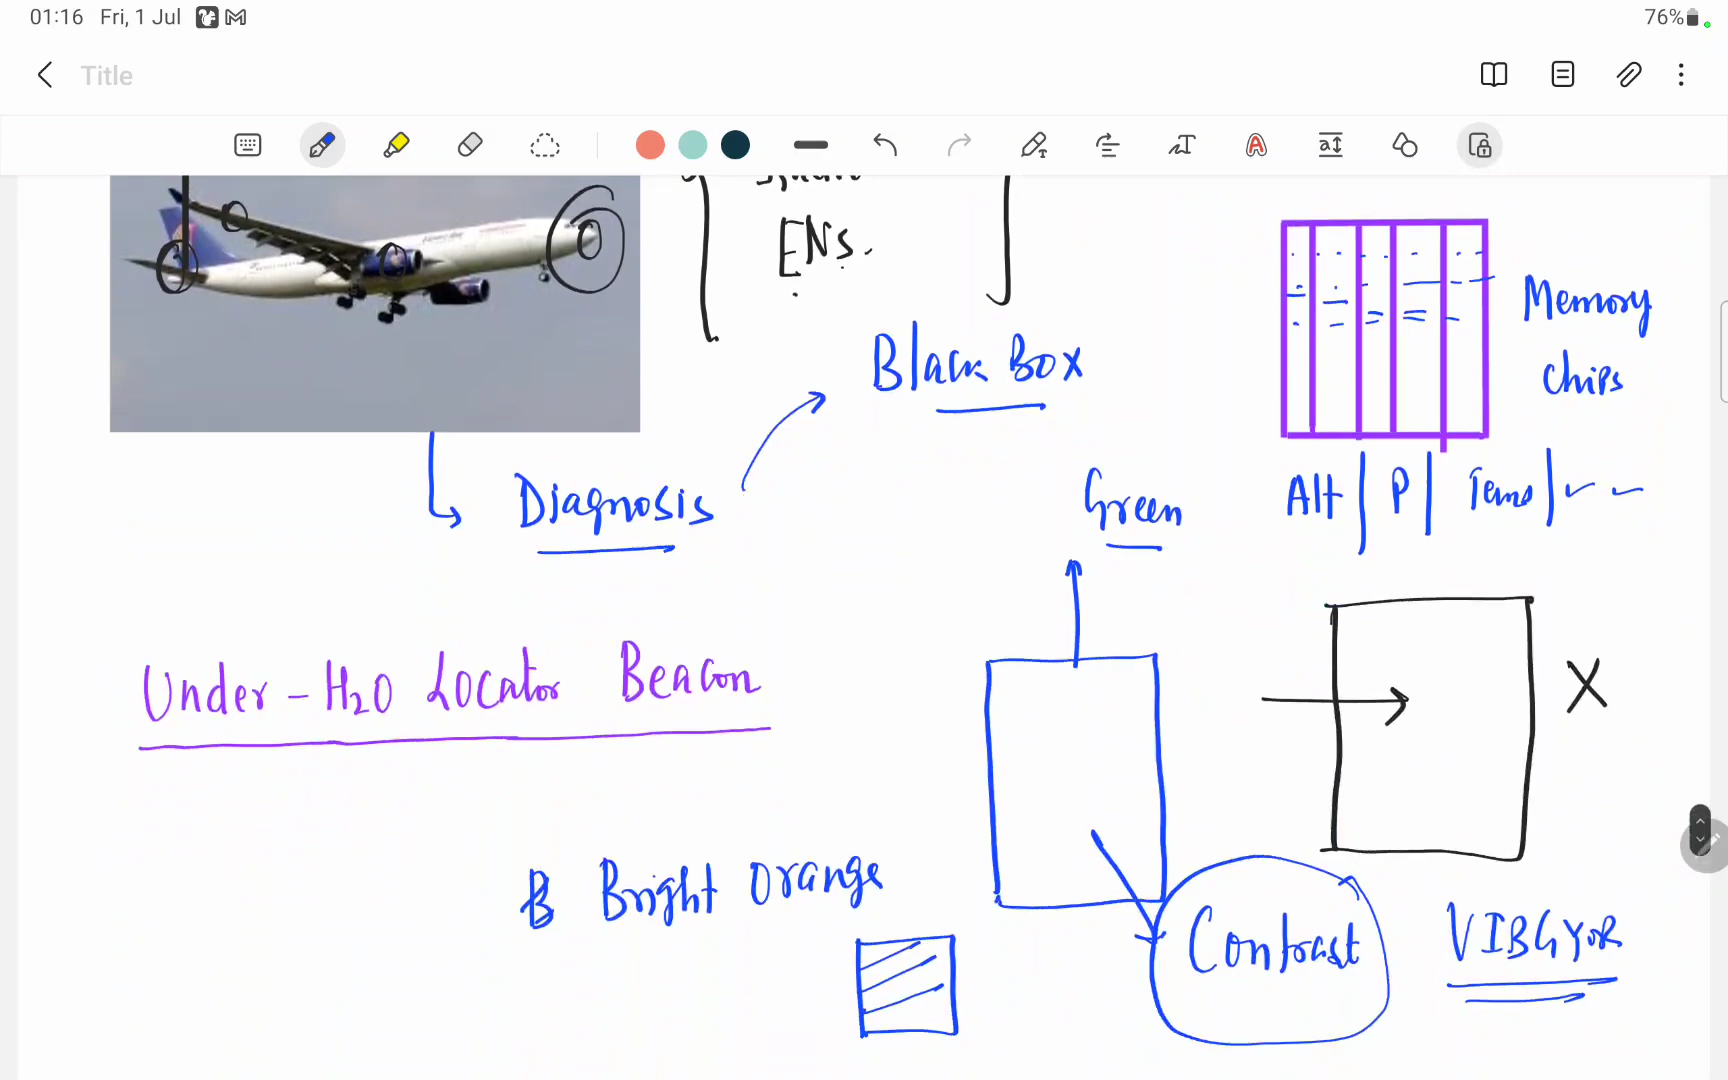 01:16 Fri, 1 Jul
76%
Title
ENs.
Black Box
Memory
Chips
Diagnosis
Green
Alt | P |
Under-H2O Locator Beacon
X
B Bright Orange
Contrast
VIBGYOR